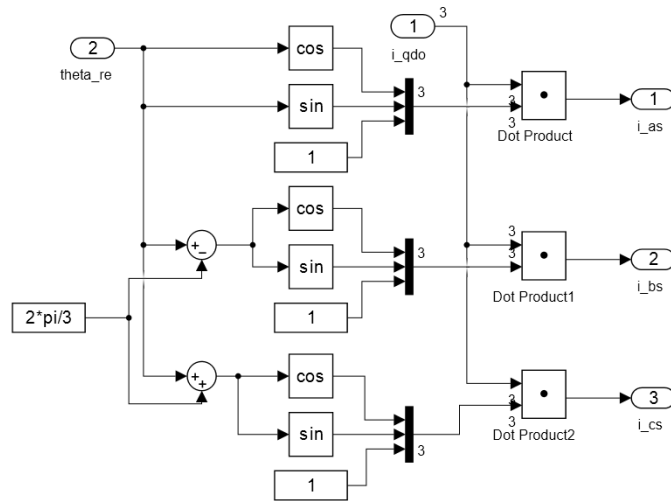 2
theta_re
cos
1
3
i_qdo
sin
3
1
3
3
Dot Product
1
i_as
+
−
cos
sin
3
1
3
3
Dot Product1
2
i_bs
2*pi/3
+
+
cos
sin
3
1
3
3
Dot Product2
3
i_cs